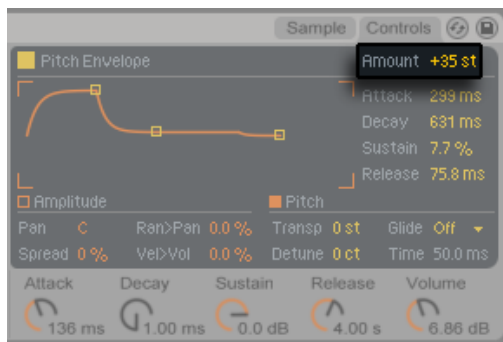 Sample Controls
Pitch Envelope Amount +35 st
Attack 299 ms
Decay 631 ms
Sustain 7.7 %
Release 75.8 ms
Amplitude Pitch
Pan C Ran>Pan 0.0 % Transp 0 st Glide Off
Spread 0 % Vel>Vol 0.0 % Detune 0 ct Time 50.0 ms
Attack Decay Sustain Release Volume
136 ms 1.00 ms 0.0 dB 4.00 s 6.86 dB